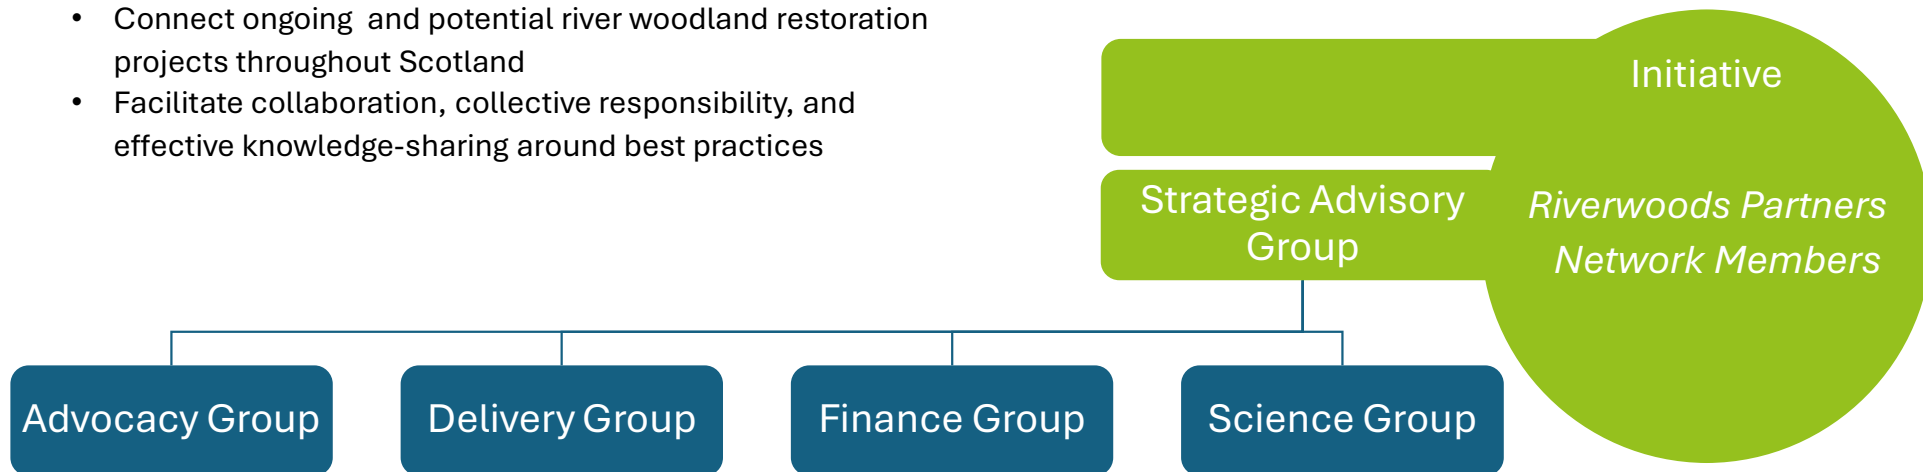 • Connect ongoing and potential river woodland restoration
projects throughout Scotland
• Facilitate collaboration, collective responsibility, and
effective knowledge-sharing around best practices
Initiative
Strategic Advisory
Group
Riverwoods Partners
Network Members
Advocacy Group
Delivery Group
Finance Group
Science Group